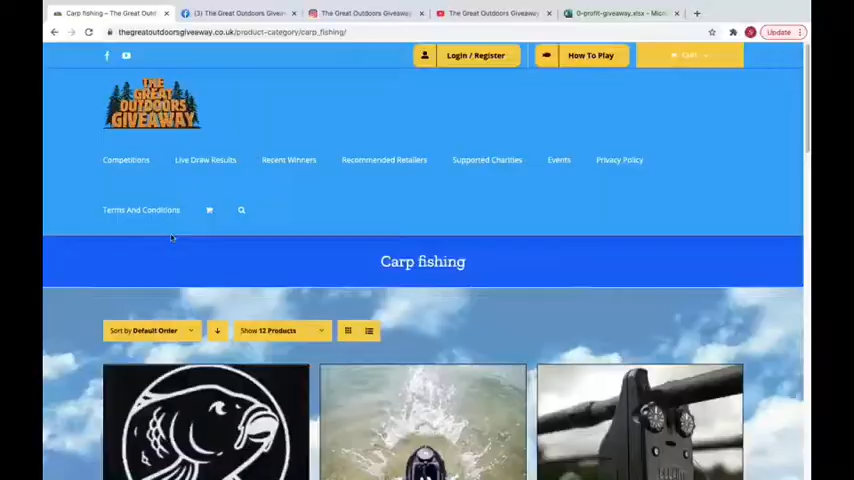 Carp fishing – The Great Outd
(3) The Great Outdoors Giveaw
The Great Outdoors Giveaway
The Great Outdoors Giveaway
0-profit-giveaway.xlsx - Micro
thegreatoutdoorsgiveaway.co.uk/product-category/carp_fishing/
Update
Login / Register
How To Play
Cart
THE
GREAT
OUTDOORS
GIVEAWAY
Competitions
Live Draw Results
Recent Winners
Recommended Retailers
Supported Charities
Events
Privacy Policy
Terms And Conditions
Carp fishing
Sort by Default Order
Show 12 Products